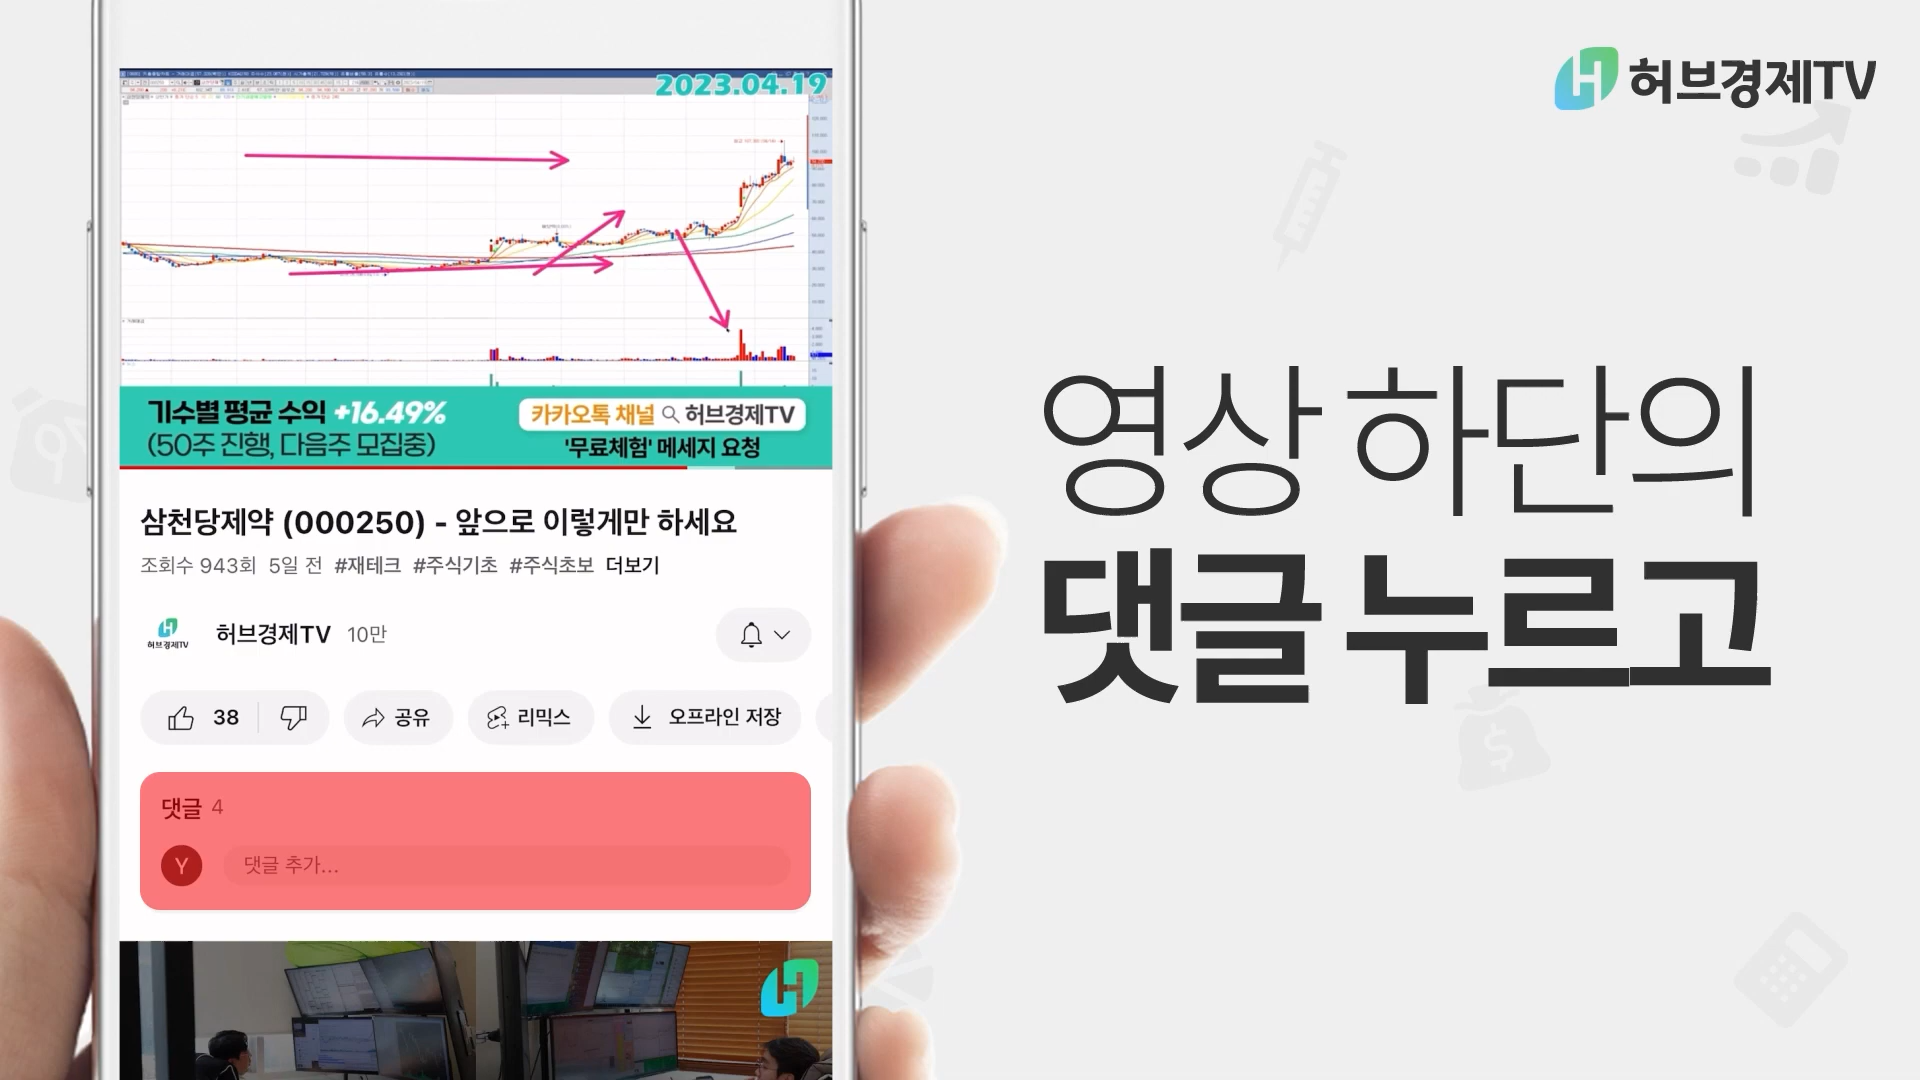 2023.04.19
허브경제TV
기수별 평균 수익 +16.49%
(50주 진행, 다음주 모집중)
카카오톡 채널 허브경제TV
'무료체험' 메세지 요청
영상 하단의
댓글 누르고
삼천당제약 (000250) - 앞으로 이렇게만 하세요
조회수 943회 5일 전 #재테크 #주식기초 #주식초보 더보기
허브경제TV
허브경제TV 10만
38
공유
리믹스
오프라인 저장
댓글 4
Y
댓글 추가...